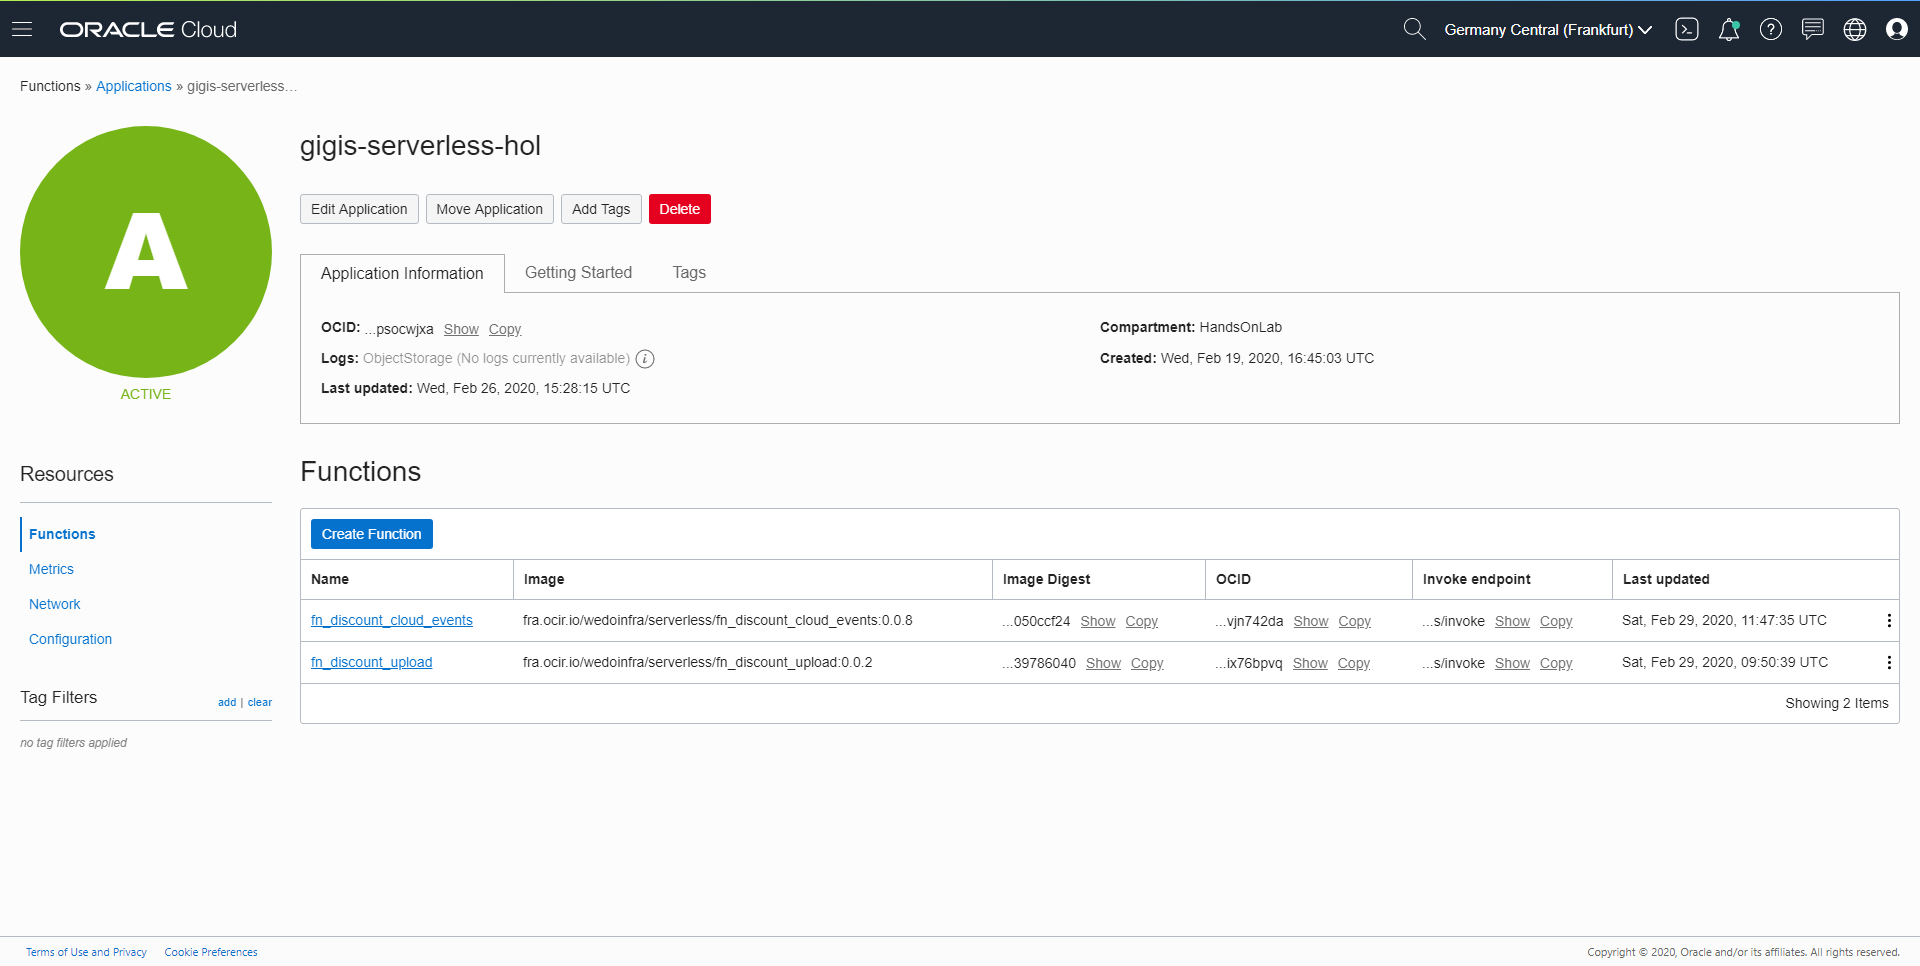 ORACLE Cloud
Germany Central (Frankfurt)
Functions » Applications » gigis-serverless...
A
ACTIVE
gigis-serverless-hol
Edit Application Move Application Add Tags Delete
Application Information Getting Started Tags
OCID: ...psocwjxa Show Copy
Logs: ObjectStorage (No logs currently available) i
Last updated: Wed, Feb 26, 2020, 15:28:15 UTC
Compartment: HandsOnLab
Created: Wed, Feb 19, 2020, 16:45:03 UTC
Resources
Functions
Metrics
Network
Configuration
Tag Filters add | clear
no tag filters applied
Functions
Create Function
Name Image Image Digest OCID Invoke endpoint Last updated
fn_discount_cloud_events fra.ocir.io/wedoinfra/serverless/fn_discount_cloud_events:0.0.8 ...050ccf24 Show Copy ...vjn742da Show Copy ...s/invoke Show Copy Sat, Feb 29, 2020, 11:47:35 UTC
fn_discount_upload fra.ocir.io/wedoinfra/serverless/fn_discount_upload:0.0.2 ...39786040 Show Copy ...ix76bpvq Show Copy ...s/invoke Show Copy Sat, Feb 29, 2020, 09:50:39 UTC
Showing 2 Items
Terms of Use and Privacy Cookie Preferences
Copyright © 2020, Oracle and/or its affiliates. All rights reserved.